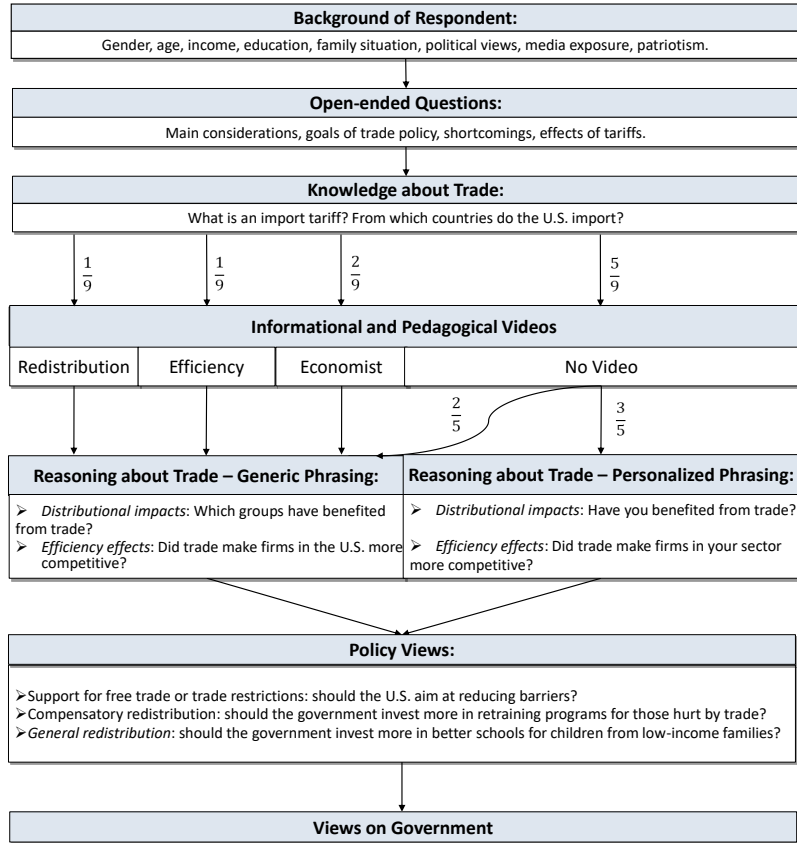 Background of Respondent:
Gender, age, income, education, family situation, political views, media exposure, patriotism.
Open-ended Questions:
Main considerations, goals of trade policy, shortcomings, effects of tariffs.
Knowledge about Trade:
What is an import tariff? From which countries do the U.S. import?
1/9 1/9 2/9 5/9
Informational and Pedagogical Videos
Redistribution Efficiency Economist No Video
2/5 3/5
Reasoning about Trade – Generic Phrasing:
➢ Distributional impacts: Which groups have benefited
from trade?
➢ Efficiency effects: Did trade make firms in the U.S. more
competitive?
Reasoning about Trade – Personalized Phrasing:
➢ Distributional impacts: Have you benefited from trade?
➢ Efficiency effects: Did trade make firms in your sector
more competitive?
Policy Views:
➢Support for free trade or trade restrictions: should the U.S. aim at reducing barriers?
➢Compensatory redistribution: should the government invest more in retraining programs for those hurt by trade?
➢General redistribution: should the government invest more in better schools for children from low-income families?
Views on Government